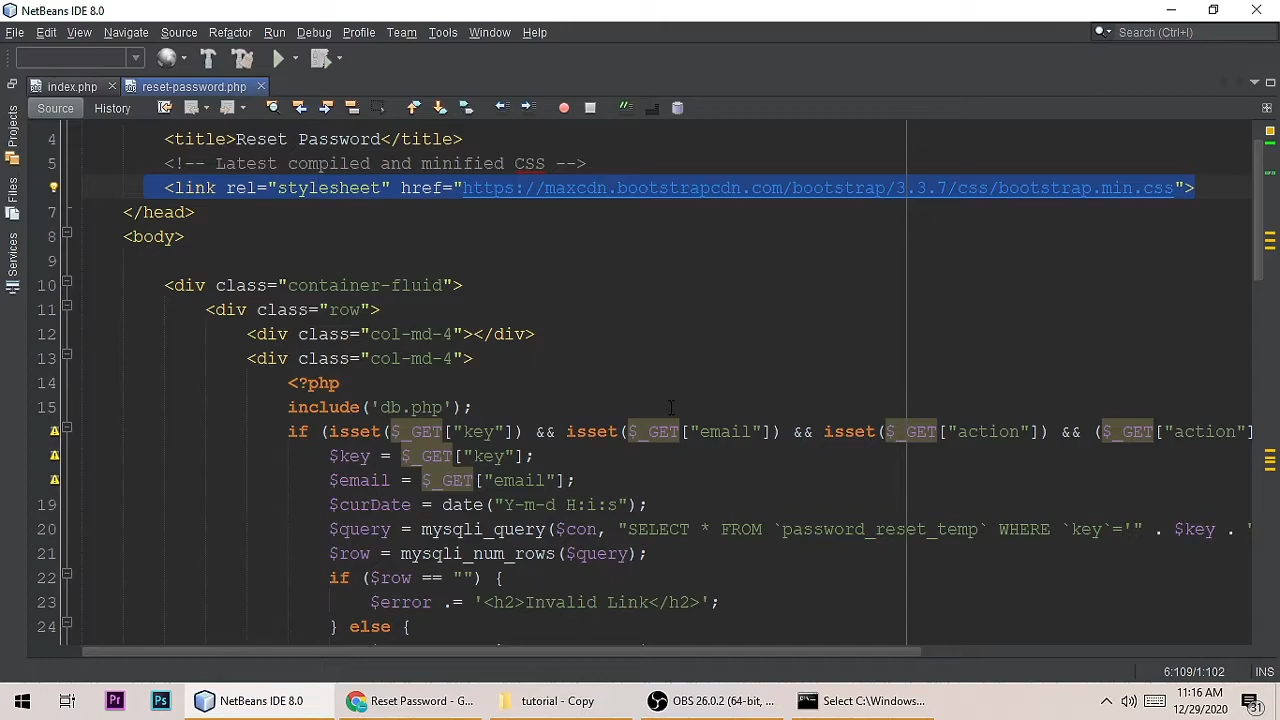 NetBeans IDE 8.0
File Edit View Navigate Source Refactor Run Debug Profile Team Tools Window Help
Search (Ctrl+I)
index.php reset-password.php
Source History
Projects
Files
Services
4 <title>Reset Password</title>
5 <!-- Latest compiled and minified CSS -->
<link rel="stylesheet" href="https://maxcdn.bootstrapcdn.com/bootstrap/3.3.7/css/bootstrap.min.css">
7 </head>
8 <body>
9
10 <div class="container-fluid">
11 <div class="row">
12 <div class="col-md-4"></div>
13 <div class="col-md-4">
14 <?php
15 include('db.php');
if (isset($_GET["key"]) && isset($_GET["email"]) && isset($_GET["action"]) && ($_GET["action"]
$key = $_GET["key"];
$email = $_GET["email"];
19 $curDate = date("Y-m-d H:i:s");
20 $query = mysqli_query($con, "SELECT * FROM `password_reset_temp` WHERE `key`='" . $key . "
21 $row = mysqli_num_rows($query);
22 if ($row == "") {
23 $error .= '<h2>Invalid Link</h2>';
24 } else {
6:109/1:102 INS
Pr Ps NetBeans IDE 8.0 Reset Password - G... tutorial - Copy OBS 26.0.2 (64-bit, ... Select C:\Windows...
11:16 AM
12/29/2020
31